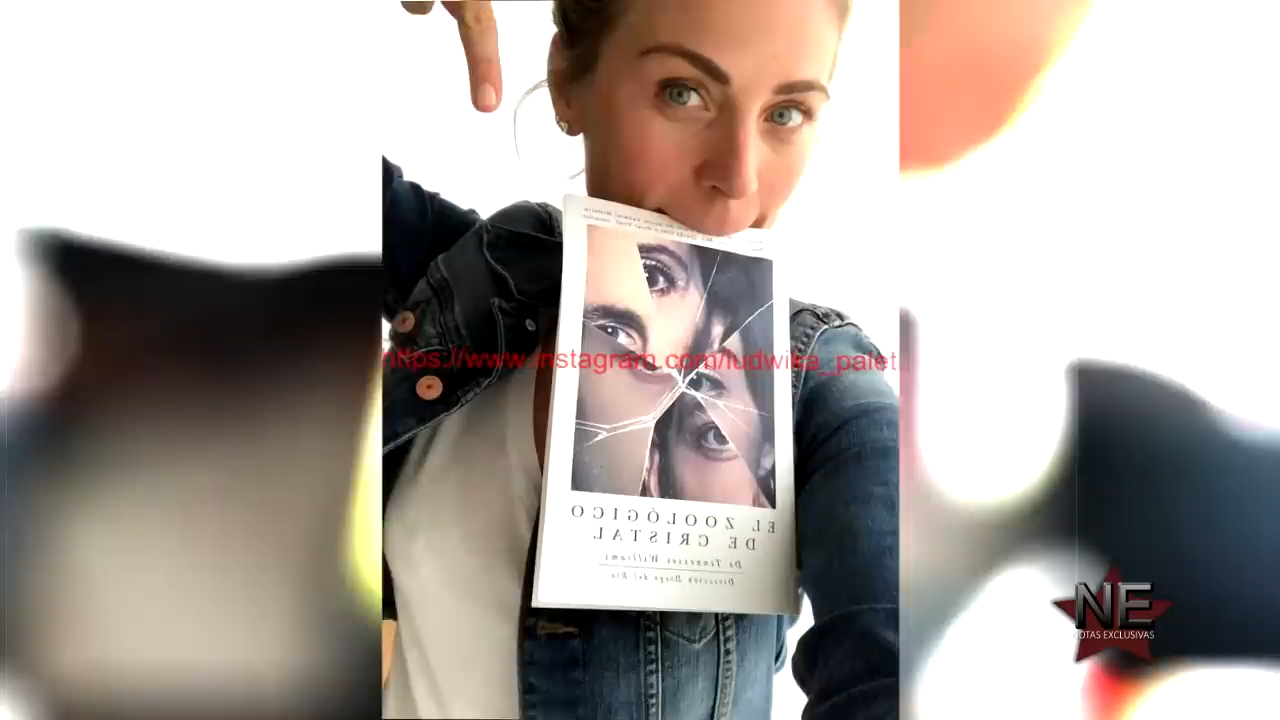 https://www.instagram.com/ludwika_palet
EL ZOOLÓGICO
DE CRISTAL
De Tennessee Williams
Dirección Diego del Río
NE
NOTAS EXCLUSIVAS